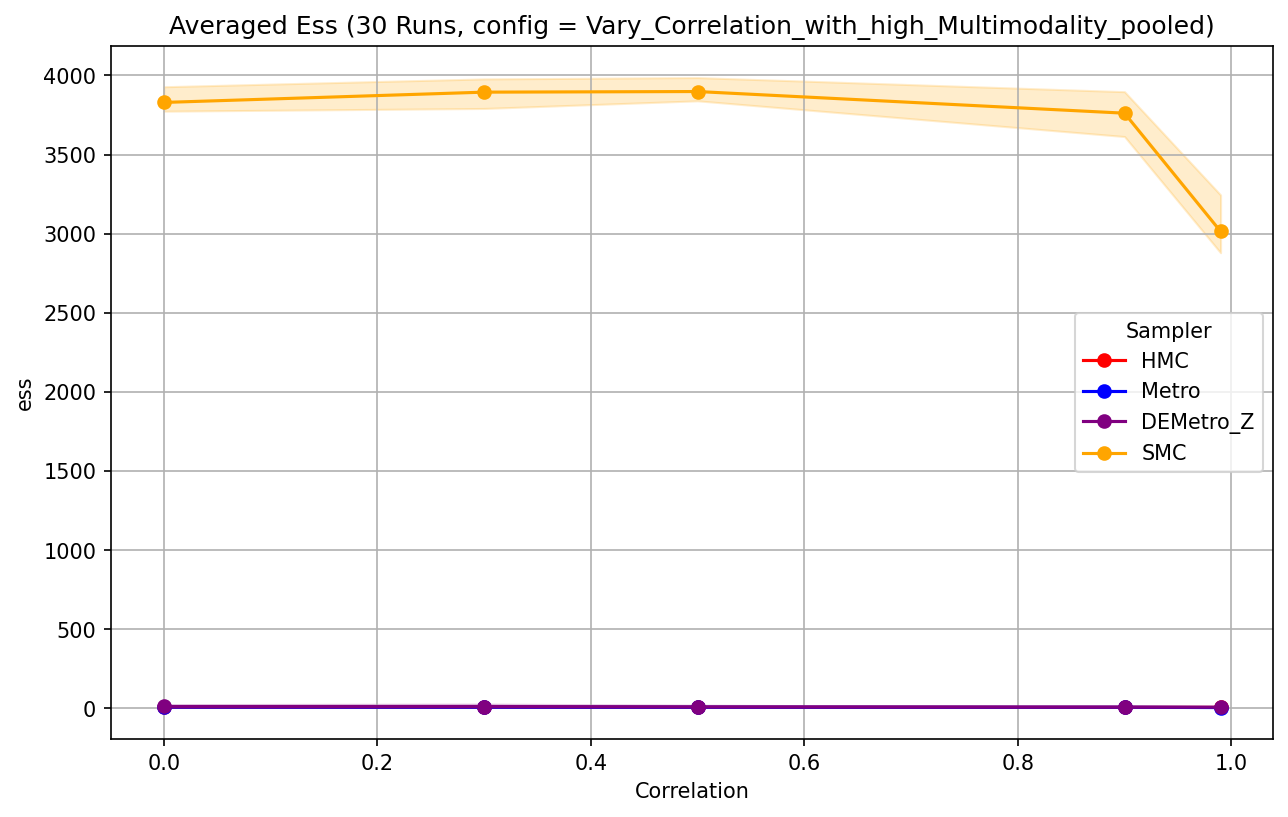 Averaged Ess (30 Runs, config = Vary_Correlation_with_high_Multimodality_pooled)
4000
3500
3000
2500
2000
1500
1000
500
0
ess
Sampler
HMC
Metro
DEMetro_Z
SMC
0.0
0.2
0.4
0.6
0.8
1.0
Correlation